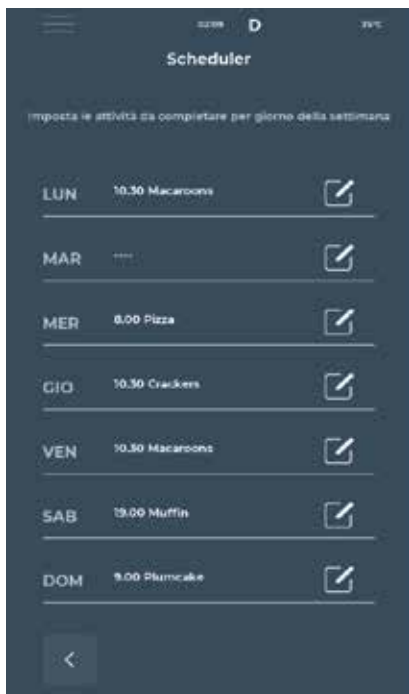 D
Scheduler
Imposta le attività da completare per giorno della settimana
LUN 10.30 Macaroons
MAR ----
MER 8.00 Pizza
GIO 10.30 Crackers
VEN 10.30 Macaroons
SAB 19.00 Muffin
DOM 9.00 Plumcake